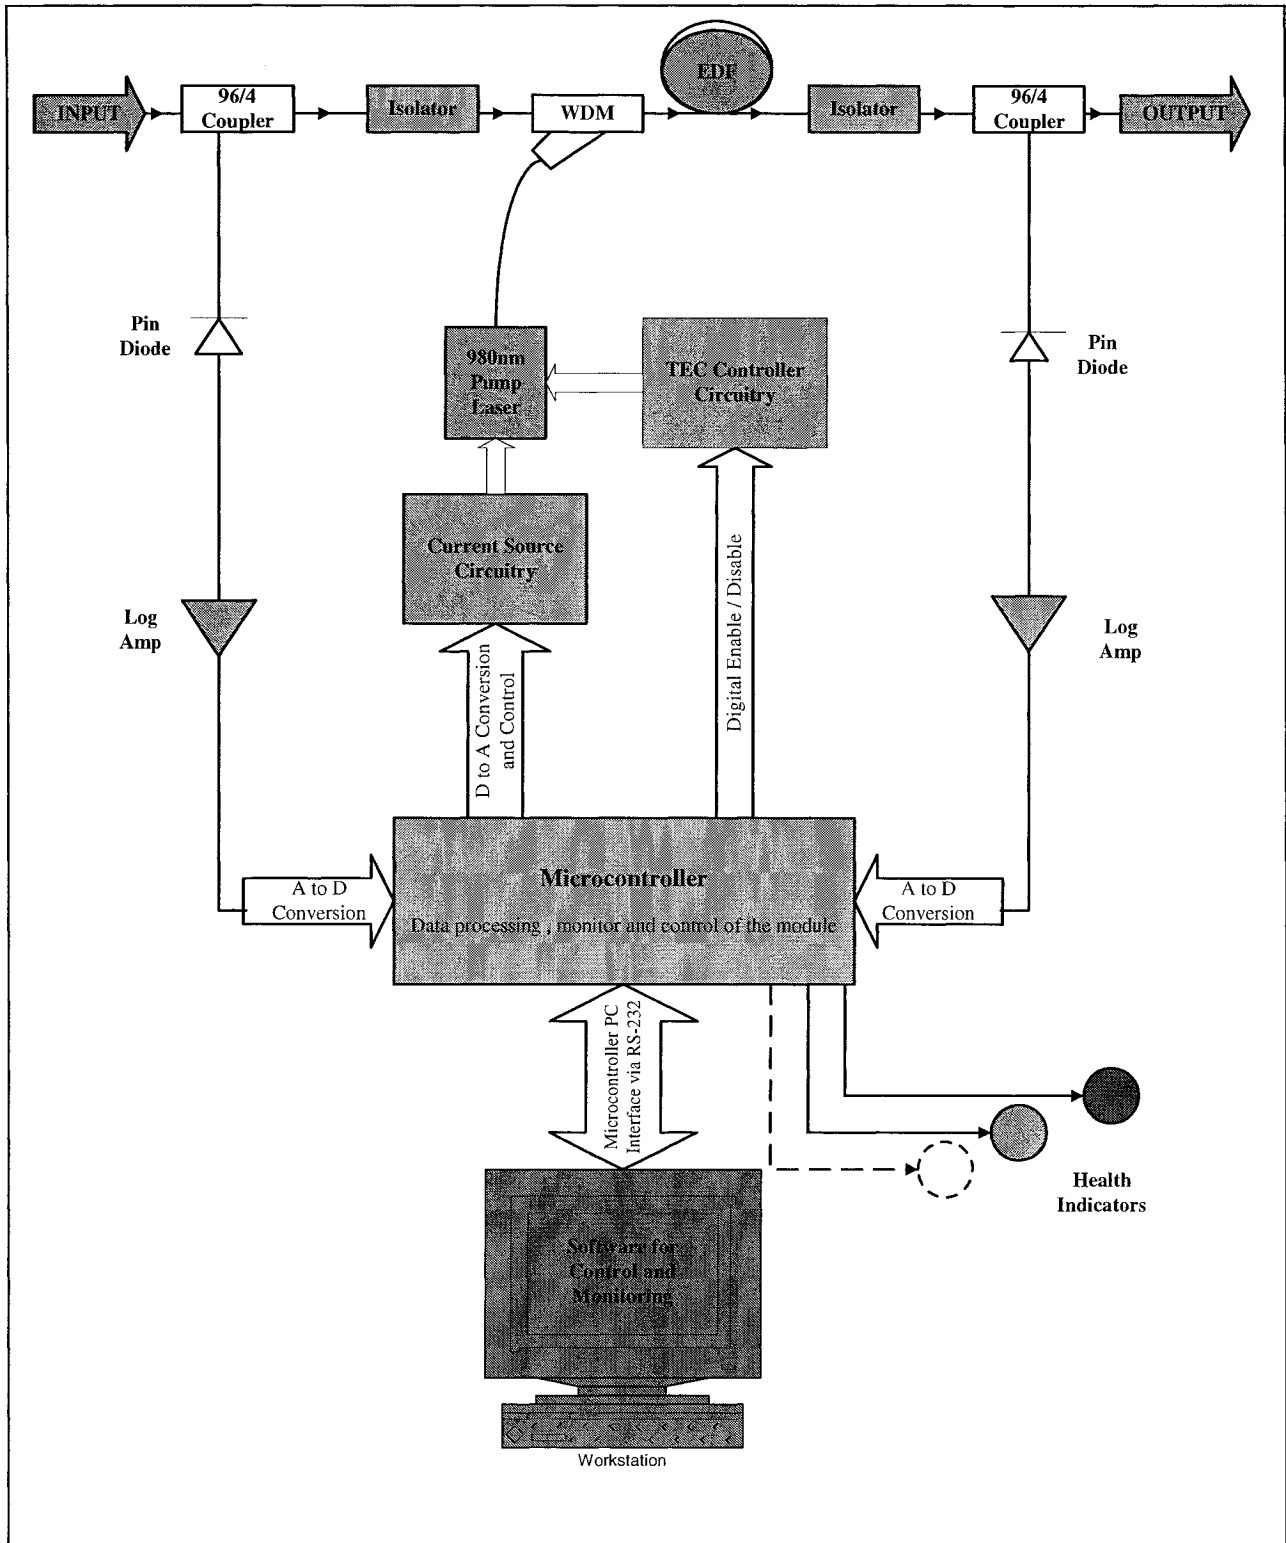 EDF
INPUT
96/4
Coupler
Isolator
WDM
Isolator
96/4
Coupler
OUTPUT
Pin
Diode
980nm
Pump
Laser
TEC Controller
Circuitry
Pin
Diode
Current Source
Circuitry
Log
Amp
D to A Conversion
and Control
Digital Enable / Disable
Log
Amp
A to D
Conversion
Microcontroller
Data processing , monitor and control of the module
A to D
Conversion
Microcontroller PC
Interface via RS-232
Health
Indicators
Software for
Control and
Monitoring
Workstation